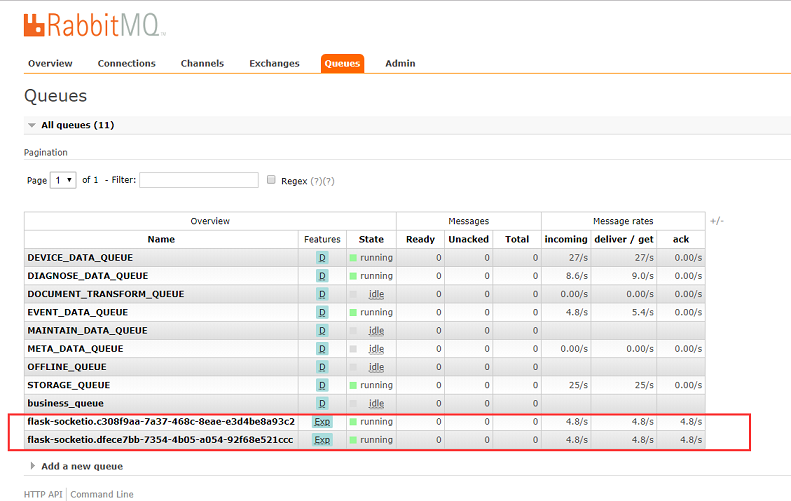 RabbitMQ TM
Overview Connections Channels Exchanges Queues Admin
Queues
All queues (11)
Pagination
Page 1 of 1 - Filter: Regex (?)(?)
Overview Messages Message rates +/-
Name Features State Ready Unacked Total incoming deliver / get ack
DEVICE_DATA_QUEUE D running 0 0 0 27/s 27/s 0.00/s
DIAGNOSE_DATA_QUEUE D running 0 0 0 8.6/s 9.0/s 0.00/s
DOCUMENT_TRANSFORM_QUEUE D idle 0 0 0 0.00/s 0.00/s 0.00/s
EVENT_DATA_QUEUE D running 0 0 0 4.8/s 5.4/s 0.00/s
MAINTAIN_DATA_QUEUE D idle 0 0 0
META_DATA_QUEUE D idle 0 0 0 0.00/s 0.00/s 0.00/s
OFFLINE_QUEUE D idle 0 0 0
STORAGE_QUEUE D running 0 0 0 25/s 25/s 0.00/s
business_queue D idle 0 0 0
flask-socketio.c308f9aa-7a37-468c-8eae-e3d4be8a93c2 Exp running 0 0 0 4.8/s 4.8/s 4.8/s
flask-socketio.dfece7bb-7354-4b05-a054-92f68e521ccc Exp running 0 0 0 4.8/s 4.8/s 4.8/s
Add a new queue
HTTP API Command Line